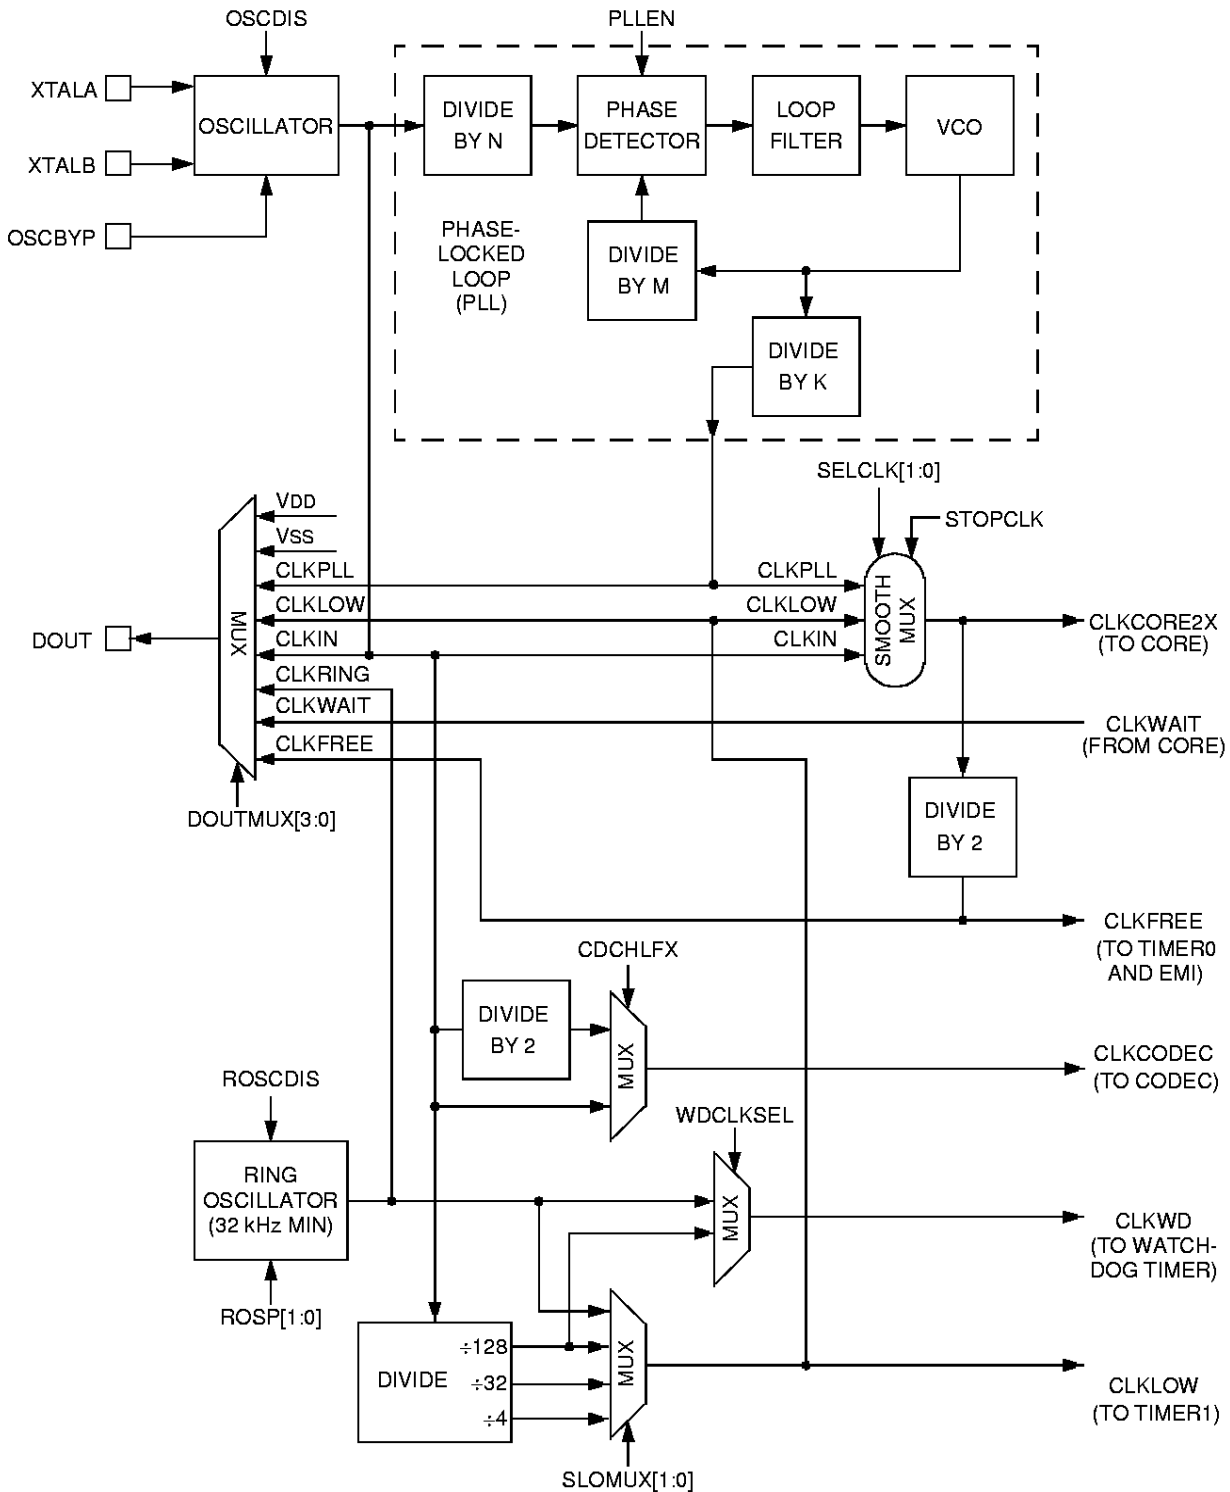 OSCDIS
PLLEN
XTALA
OSCILLATOR
DIVIDE
BY N
PHASE
DETECTOR
LOOP
FILTER
VCO
XTALB
OSCBYP
PHASE-
LOCKED
LOOP
(PLL)
DIVIDE
BY M
DIVIDE
BY K
SELCLK[1:0]
STOPCLK
VDD
VSS
CLKPLL
CLKPLL
CLKLOW
CLKLOW
CLKIN
CLKIN
CLKRING
CLKWAIT
CLKFREE
DOUT
MUX
SMOOTH
MUX
CLKCORE2X
(TO CORE)
CLKWAIT
(FROM CORE)
DOUTMUX[3:0]
DIVIDE
BY 2
CLKFREE
(TO TIMER0
AND EMI)
CDCHLFX
DIVIDE
BY 2
MUX
CLKCODEC
(TO CODEC)
ROSCDIS
WDCLKSEL
RING
OSCILLATOR
(32 kHz MIN)
MUX
CLKWD
(TO WATCH-
DOG TIMER)
ROSP[1:0]
DIVIDE
÷128
÷32
÷4
MUX
CLKLOW
(TO TIMER1)
SLOMUX[1:0]